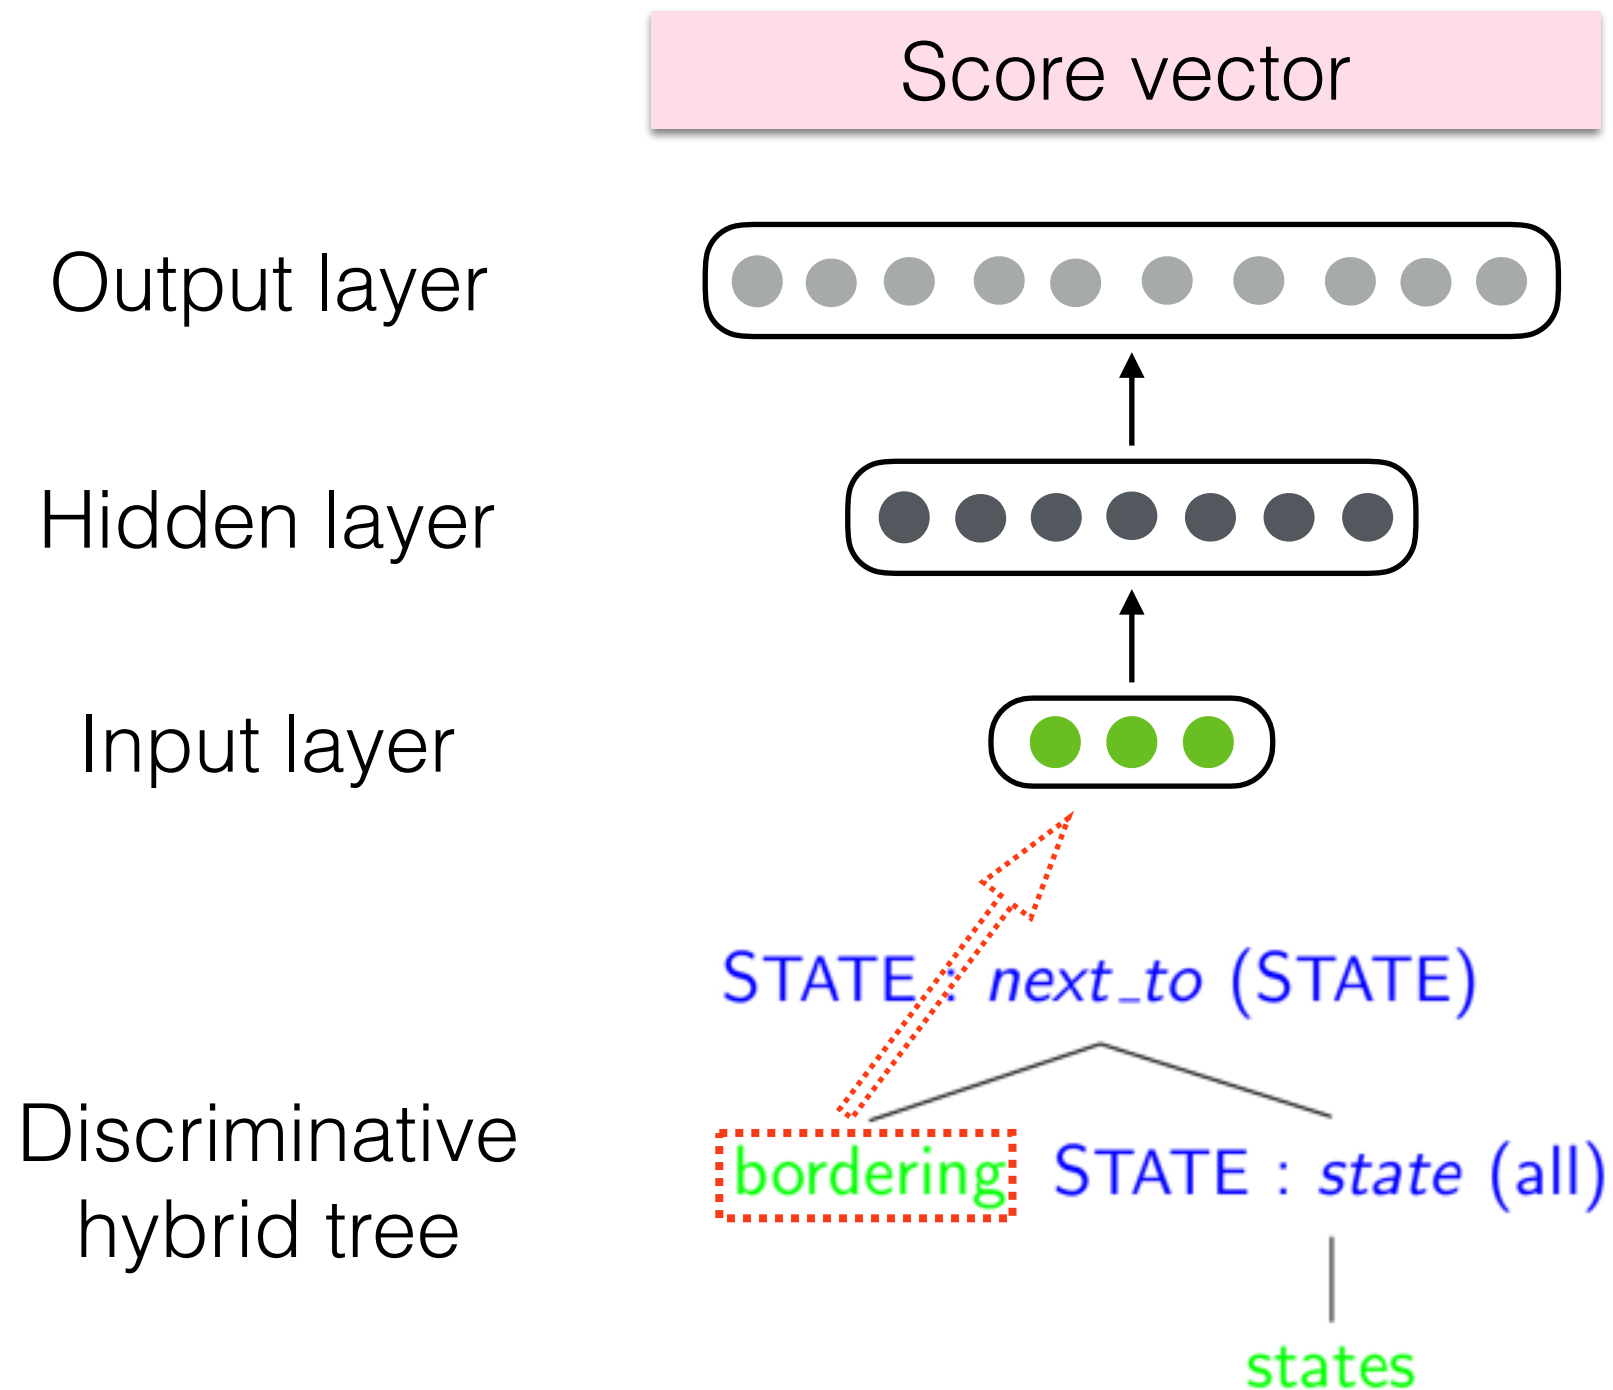 Score vector
Output layer
Hidden layer
Input layer
STATE : next_to (STATE)
Discriminative
hybrid tree
bordering
STATE : state (all)
states